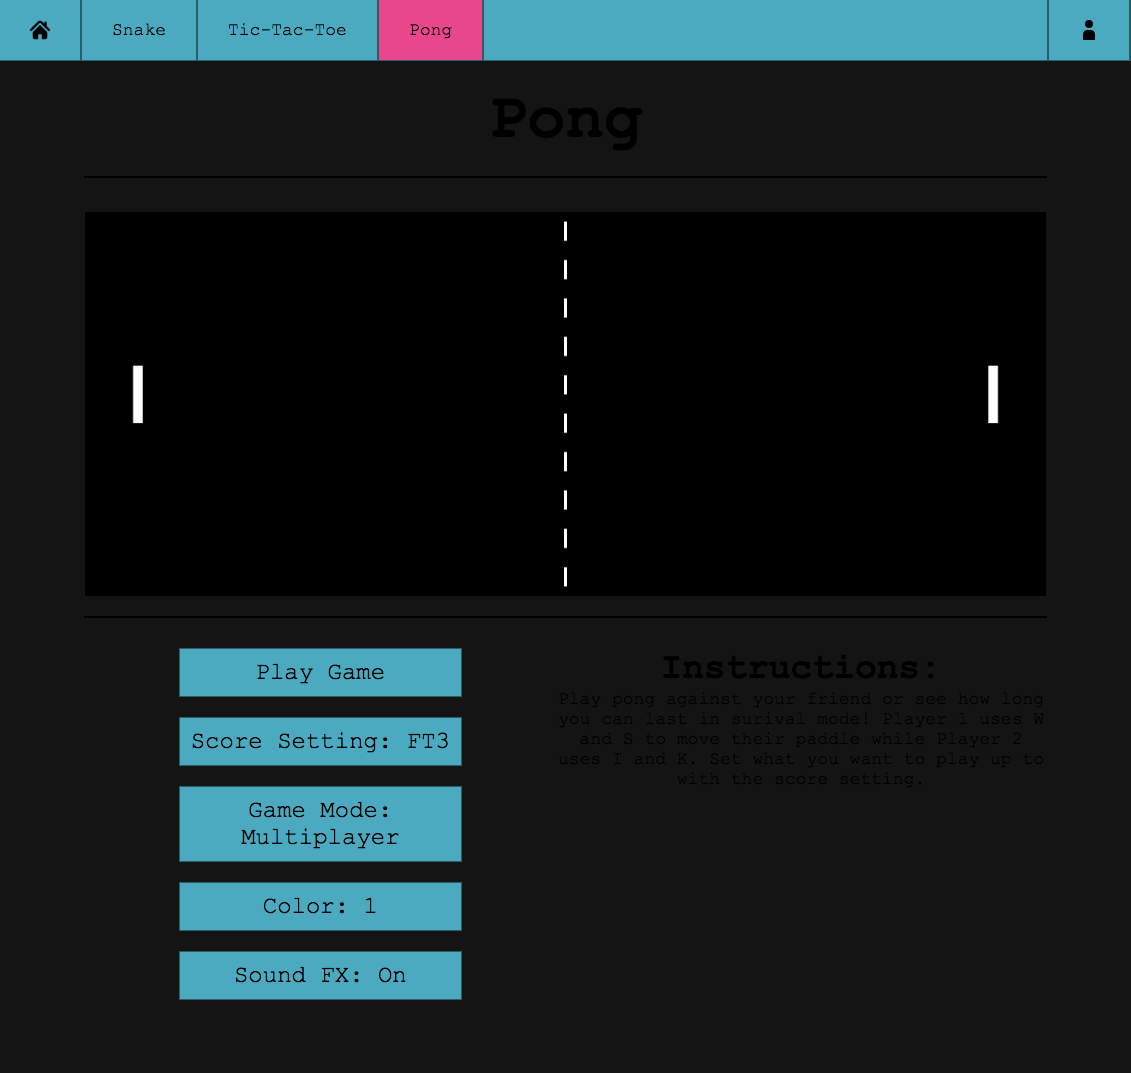 Snake
Tic-Tac-Toe
Pong
Pong
Play Game
Score Setting: FT3
Game Mode:
Multiplayer
Color: 1
Sound FX: On
Instructions:
Play pong against your friend or see how long
you can last in surival mode! Player 1 uses W
and S to move their paddle while Player 2
uses I and K. Set what you want to play up to
with the score setting.